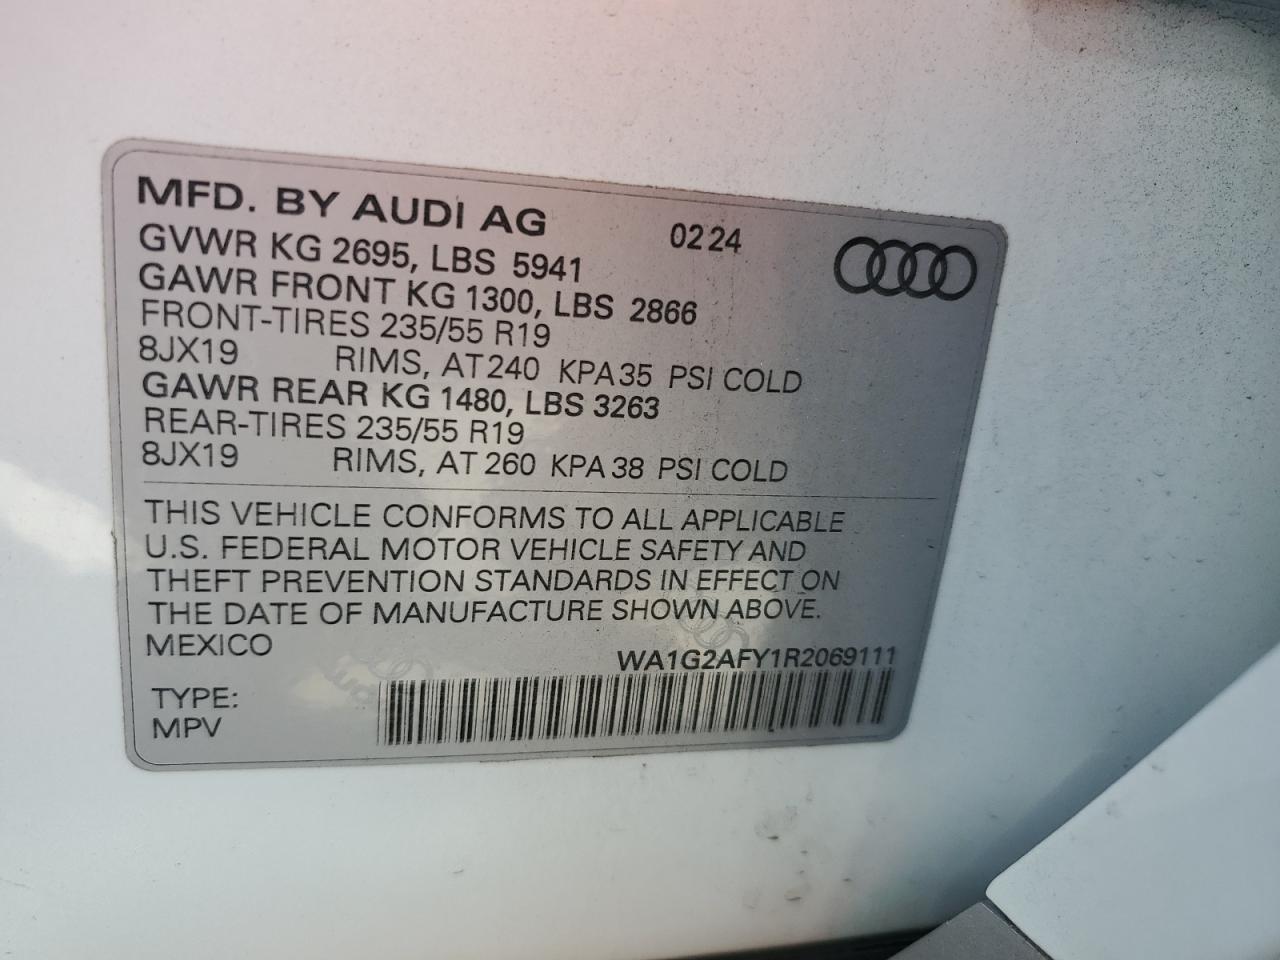 MFD. BY AUDI AG 02 24
GVWR KG 2695, LBS 5941
GAWR FRONT KG 1300, LBS 2866
FRONT-TIRES 235/55 R19
8JX19 RIMS, AT 240 KPA 35 PSI COLD
GAWR REAR KG 1480, LBS 3263
REAR-TIRES 235/55 R19
8JX19 RIMS, AT 260 KPA 38 PSI COLD
THIS VEHICLE CONFORMS TO ALL APPLICABLE
U.S. FEDERAL MOTOR VEHICLE SAFETY AND
THEFT PREVENTION STANDARDS IN EFFECT ON
THE DATE OF MANUFACTURE SHOWN ABOVE.
MEXICO
WA1G2AFY1R2069111
TYPE:
MPV